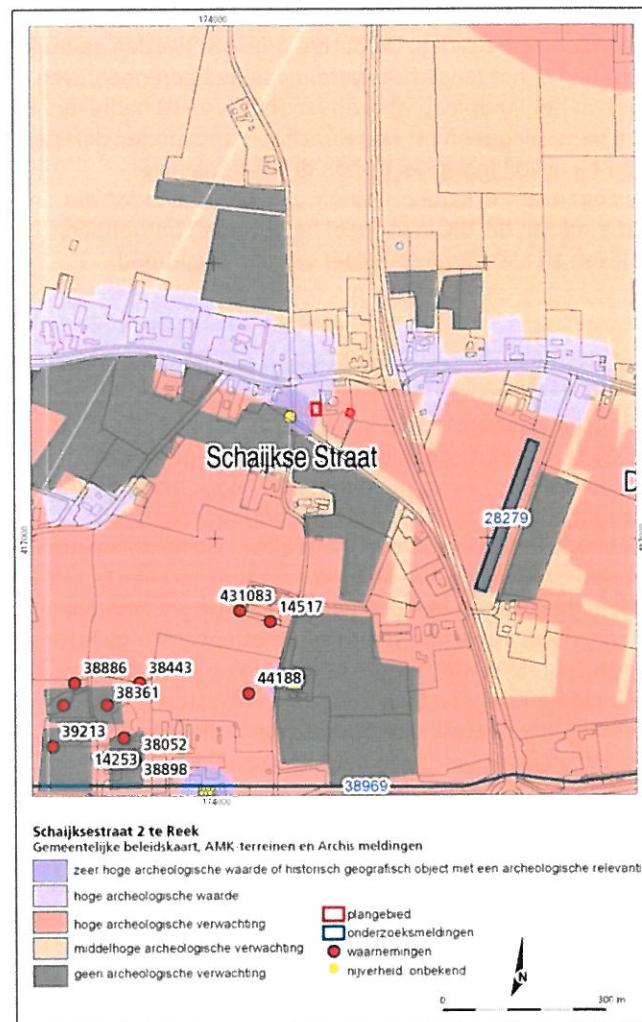 174000
Schaijkse Straat
28279
417000
431083
14517
38886
38443
44188
38361
39213
38052
14253
38898
38969
174000
Schaijksestraat 2 te Reek
Gemeentelijke beleidskaart, AMK-terreinen en Archis meldingen
zeer hoge archeologische waarde of historisch geografisch object met een archeologische relevanti
hoge archeologische waarde
hoge archeologische verwachting
middelhoge archeologische verwachting
geen archeologische verwachting
plangebied
onderzoeksmeldingen
waarnemingen
nijverheid. onbekend
N
0 300 m